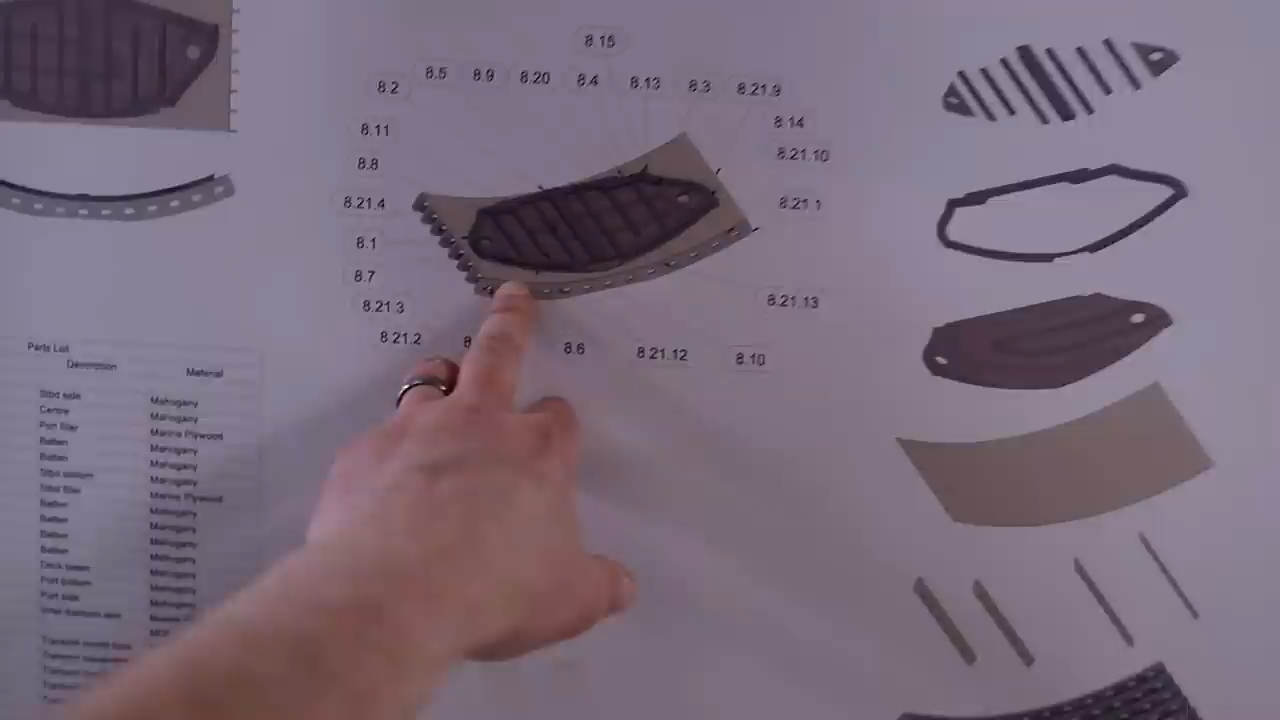 8.15
8.5 8.9 8.20 8.4 8.13 8.3 8.21.9
8.2
8.14
8.11
8.21.10
8.8
8.21.4
8.21.1
8.1
8.7
8.21.13
8.21.3
8.21.2
8.6 8.21.12 8.10
Parts List
Description Material
Stbd side Mahogany
Centre Mahogany
Port filler Marine Plywood
Batten Mahogany
Batten Mahogany
Stbd bottom Mahogany
Stbd filler Marine Plywood
Batten Mahogany
Batten Mahogany
Batten Mahogany
Batten Mahogany
Deck beam Mahogany
Port bottom Mahogany
Port side Mahogany